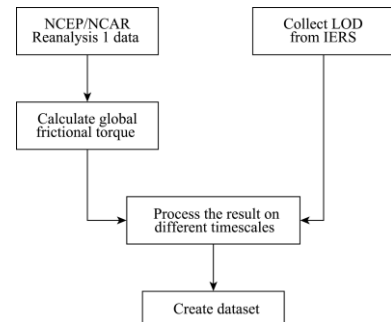 NCEP/NCAR
Reanalysis 1 data
Collect LOD
from IERS
Calculate global
frictional torque
Process the result on
different timescales
Create dataset